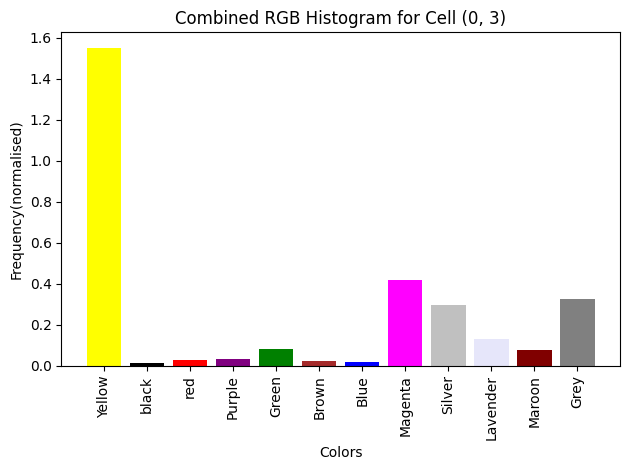 Combined RGB Histogram for Cell (0, 3)
Frequency(normalised)
1.6
1.4
1.2
1.0
0.8
0.6
0.4
0.2
0.0
Yellow
black
red
Purple
Green
Brown
Blue
Magenta
Silver
Lavender
Maroon
Grey
Colors